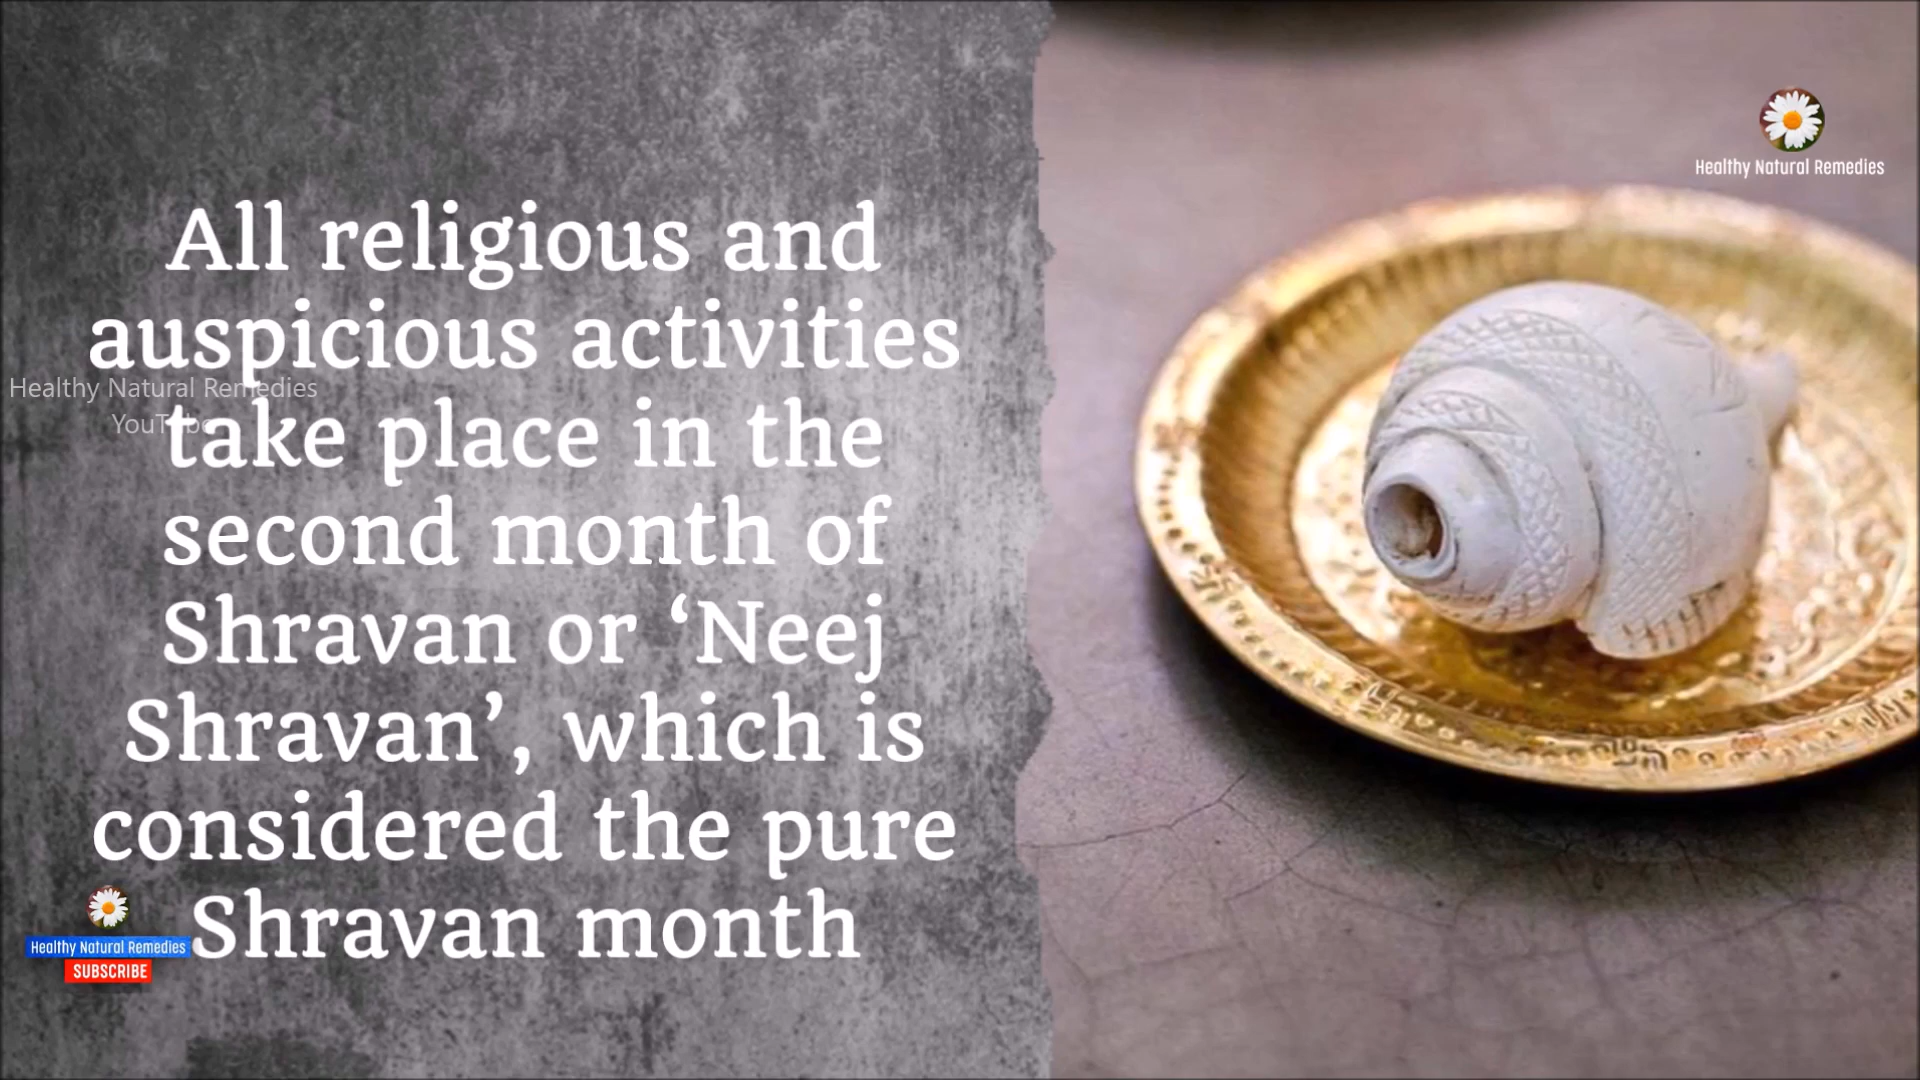 Healthy Natural Remedies
All religious and
auspicious activities
take place in the
second month of
Shravan or ‘Neej
Shravan’, which is
considered the pure
Shravan month
Healthy Natural Remedies
YouTube
Healthy Natural Remedies
SUBSCRIBE